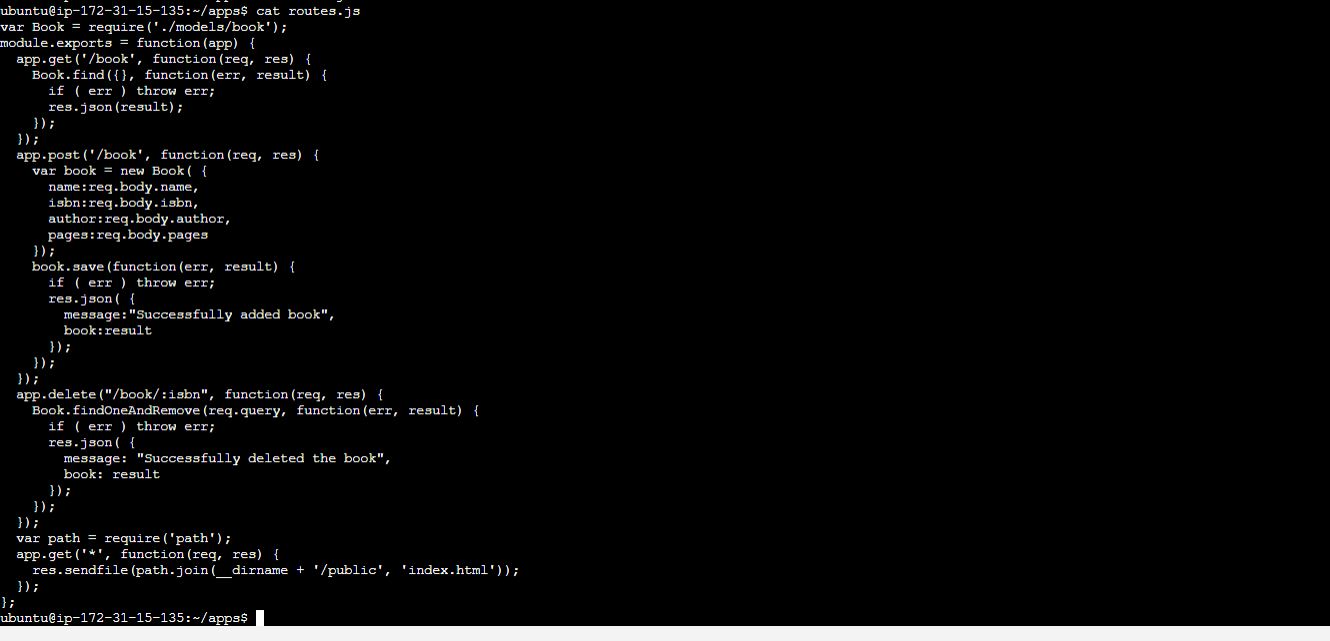 ubuntu@ip-172-31-15-135:~/apps$ cat routes.js
var Book = require('./models/book');
module.exports = function(app) {
  app.get('/book', function(req, res) {
    Book.find({}, function(err, result) {
      if ( err ) throw err;
      res.json(result);
    });
  });
  app.post('/book', function(req, res) {
    var book = new Book( {
      name:req.body.name,
      isbn:req.body.isbn,
      author:req.body.author,
      pages:req.body.pages
    });
    book.save(function(err, result) {
      if ( err ) throw err;
      res.json( {
        message:"Successfully added book",
        book:result
      });
    });
  });
  app.delete("/book/:isbn", function(req, res) {
    Book.findOneAndRemove(req.query, function(err, result) {
      if ( err ) throw err;
      res.json( {
        message: "Successfully deleted the book",
        book: result
      });
    });
  });
  var path = require('path');
  app.get('*', function(req, res) {
    res.sendfile(path.join(__dirname + '/public', 'index.html'));
  });
};
ubuntu@ip-172-31-15-135:~/apps$